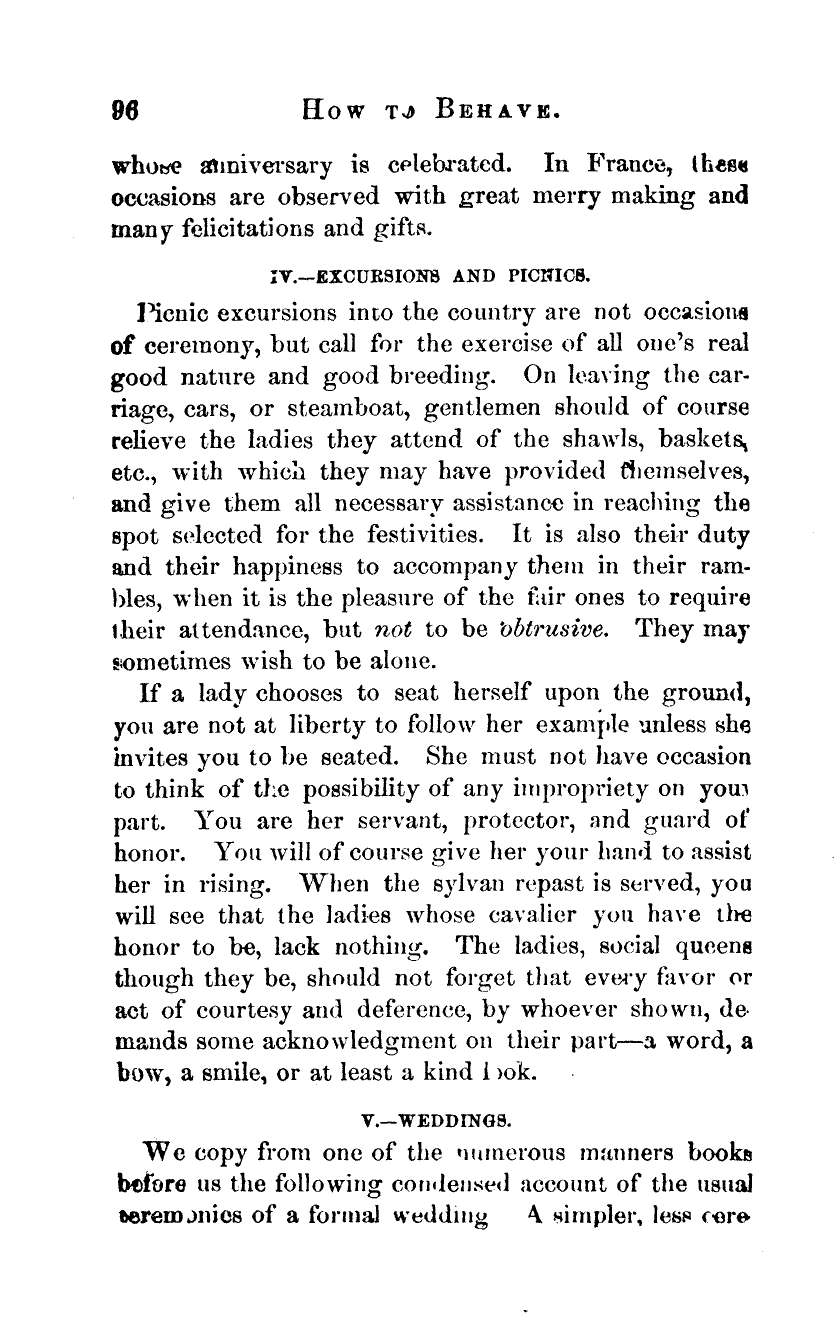 96 How to Behave.
whose anniversary is celebrated. In France, these
occasions are observed with great merry making and
many felicitations and gifts.
IV.—EXCURSIONS AND PICNICS.
Picnic excursions into the country are not occasions
of ceremony, but call for the exercise of all one's real
good nature and good breeding. On leaving the car-
riage, cars, or steamboat, gentlemen should of course
relieve the ladies they attend of the shawls, baskets,
etc., with which they may have provided themselves,
and give them all necessary assistance in reaching the
spot selected for the festivities. It is also their duty
and their happiness to accompany them in their ram-
bles, when it is the pleasure of the fair ones to require
their attendance, but not to be obtrusive. They may
sometimes wish to be alone.
If a lady chooses to seat herself upon the ground,
you are not at liberty to follow her example unless she
invites you to be seated. She must not have occasion
to think of the possibility of any impropriety on your
part. You are her servant, protector, and guard of
honor. You will of course give her your hand to assist
her in rising. When the sylvan repast is served, you
will see that the ladies whose cavalier you have the
honor to be, lack nothing. The ladies, social queens
though they be, should not forget that every favor or
act of courtesy and deference, by whoever shown, de-
mands some acknowledgment on their part—a word, a
bow, a smile, or at least a kind look.
V.—WEDDINGS.
We copy from one of the numerous manners books
before us the following condensed account of the usual
ceremonies of a formal wedding A simpler, less cere-